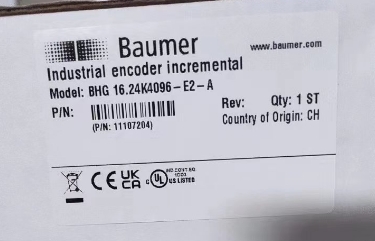 Baumer
www.baumer.com
Industrial encoder incremental
Model: BHG 16.24K4096-E2-A
P/N:
(P/N: 11107204)
Rev: Qty: 1 ST
Country of Origin: CH
CE UK CA c UL US LISTED